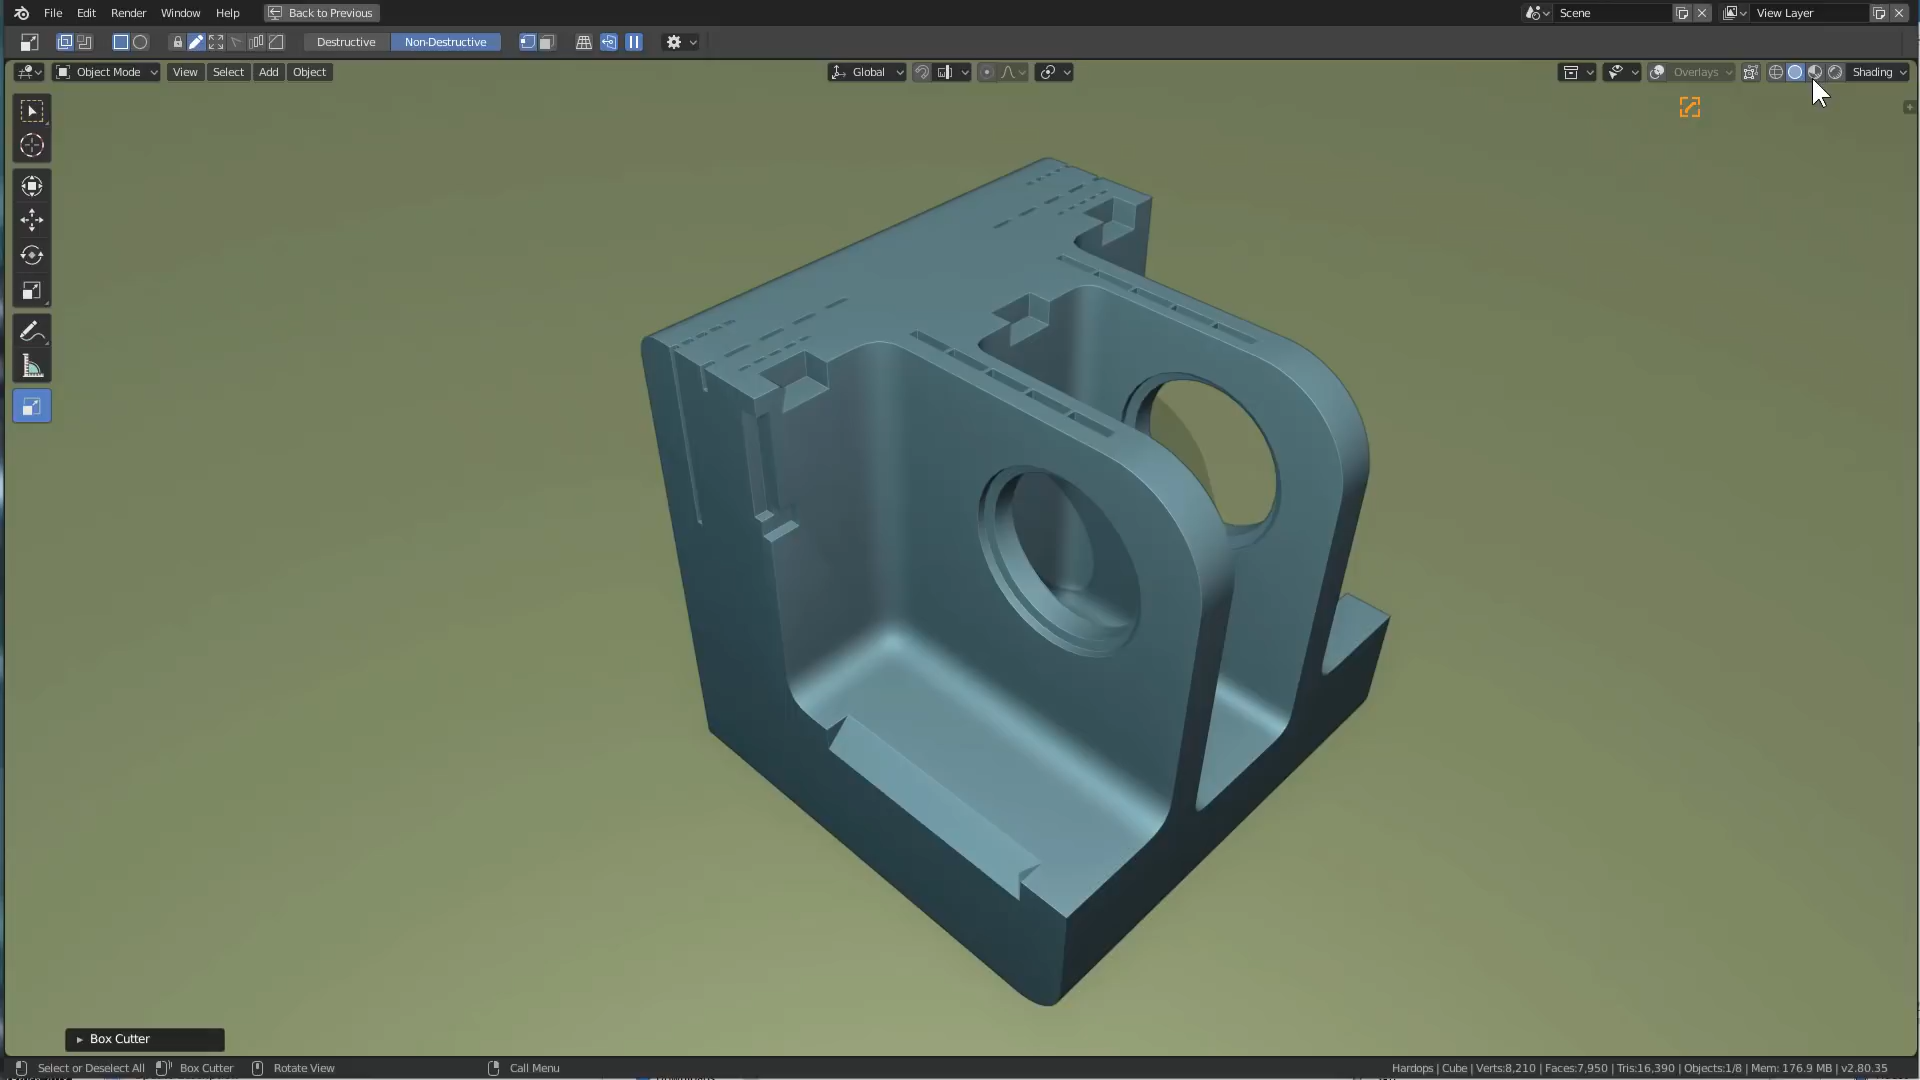 File Edit Render Window Help Back to Previous Scene View Layer
Destructive Non-Destructive
Object Mode View Select Add Object Global Overlays Shading
Box Cutter
Select or Deselect All Box Cutter Rotate View Call Menu Hardops | Cube | Verts:8,210 | Faces:7,950 | Tris:16,390 | Objects:1/8 | Mem: 176.9 MB | v2.80.35